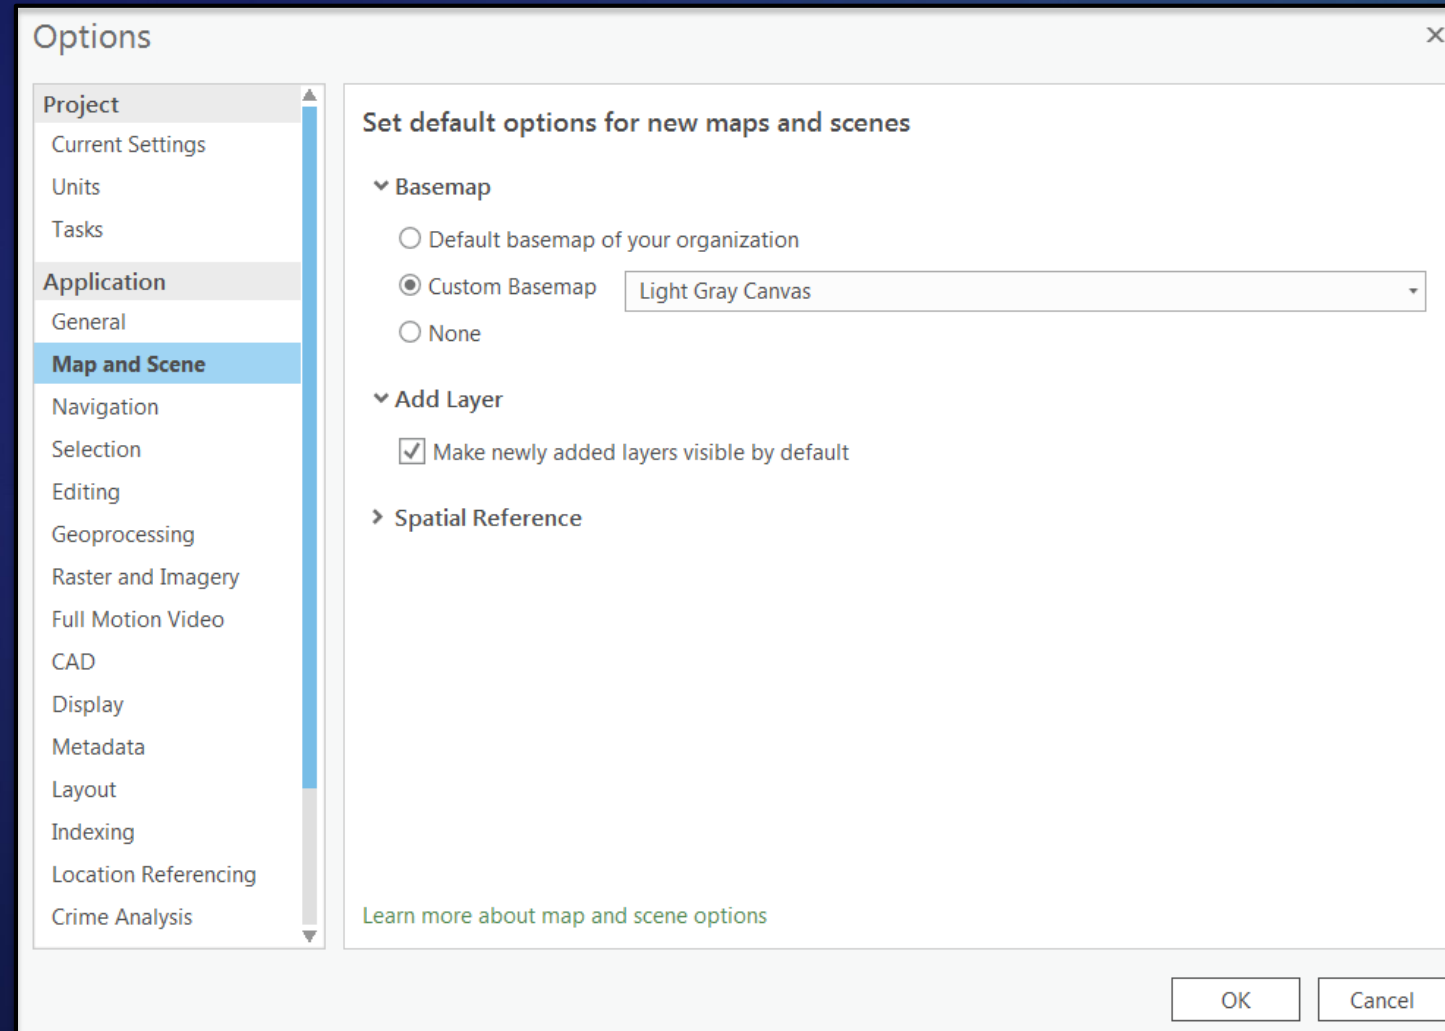 Options
Project
Current Settings
Units
Tasks
Application
General
Map and Scene
Navigation
Selection
Editing
Geoprocessing
Raster and Imagery
Full Motion Video
CAD
Display
Metadata
Layout
Indexing
Location Referencing
Crime Analysis
Set default options for new maps and scenes
Basemap
Default basemap of your organization
Custom Basemap Light Gray Canvas
None
Add Layer
Make newly added layers visible by default
Spatial Reference
Learn more about map and scene options
OK Cancel